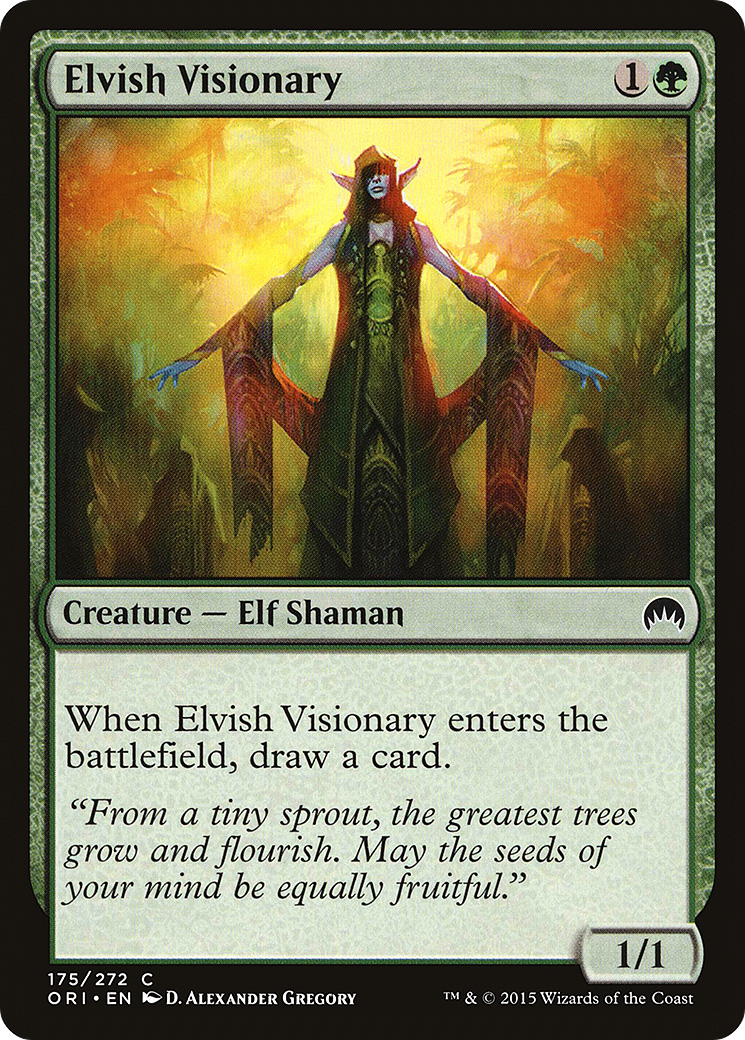 Elvish Visionary 1
Creature — Elf Shaman
When Elvish Visionary enters the
battlefield, draw a card.
“From a tiny sprout, the greatest trees
grow and flourish. May the seeds of
your mind be equally fruitful.”
1/1
175/272 C
ORI • EN D. Alexander Gregory
™ & © 2015 Wizards of the Coast